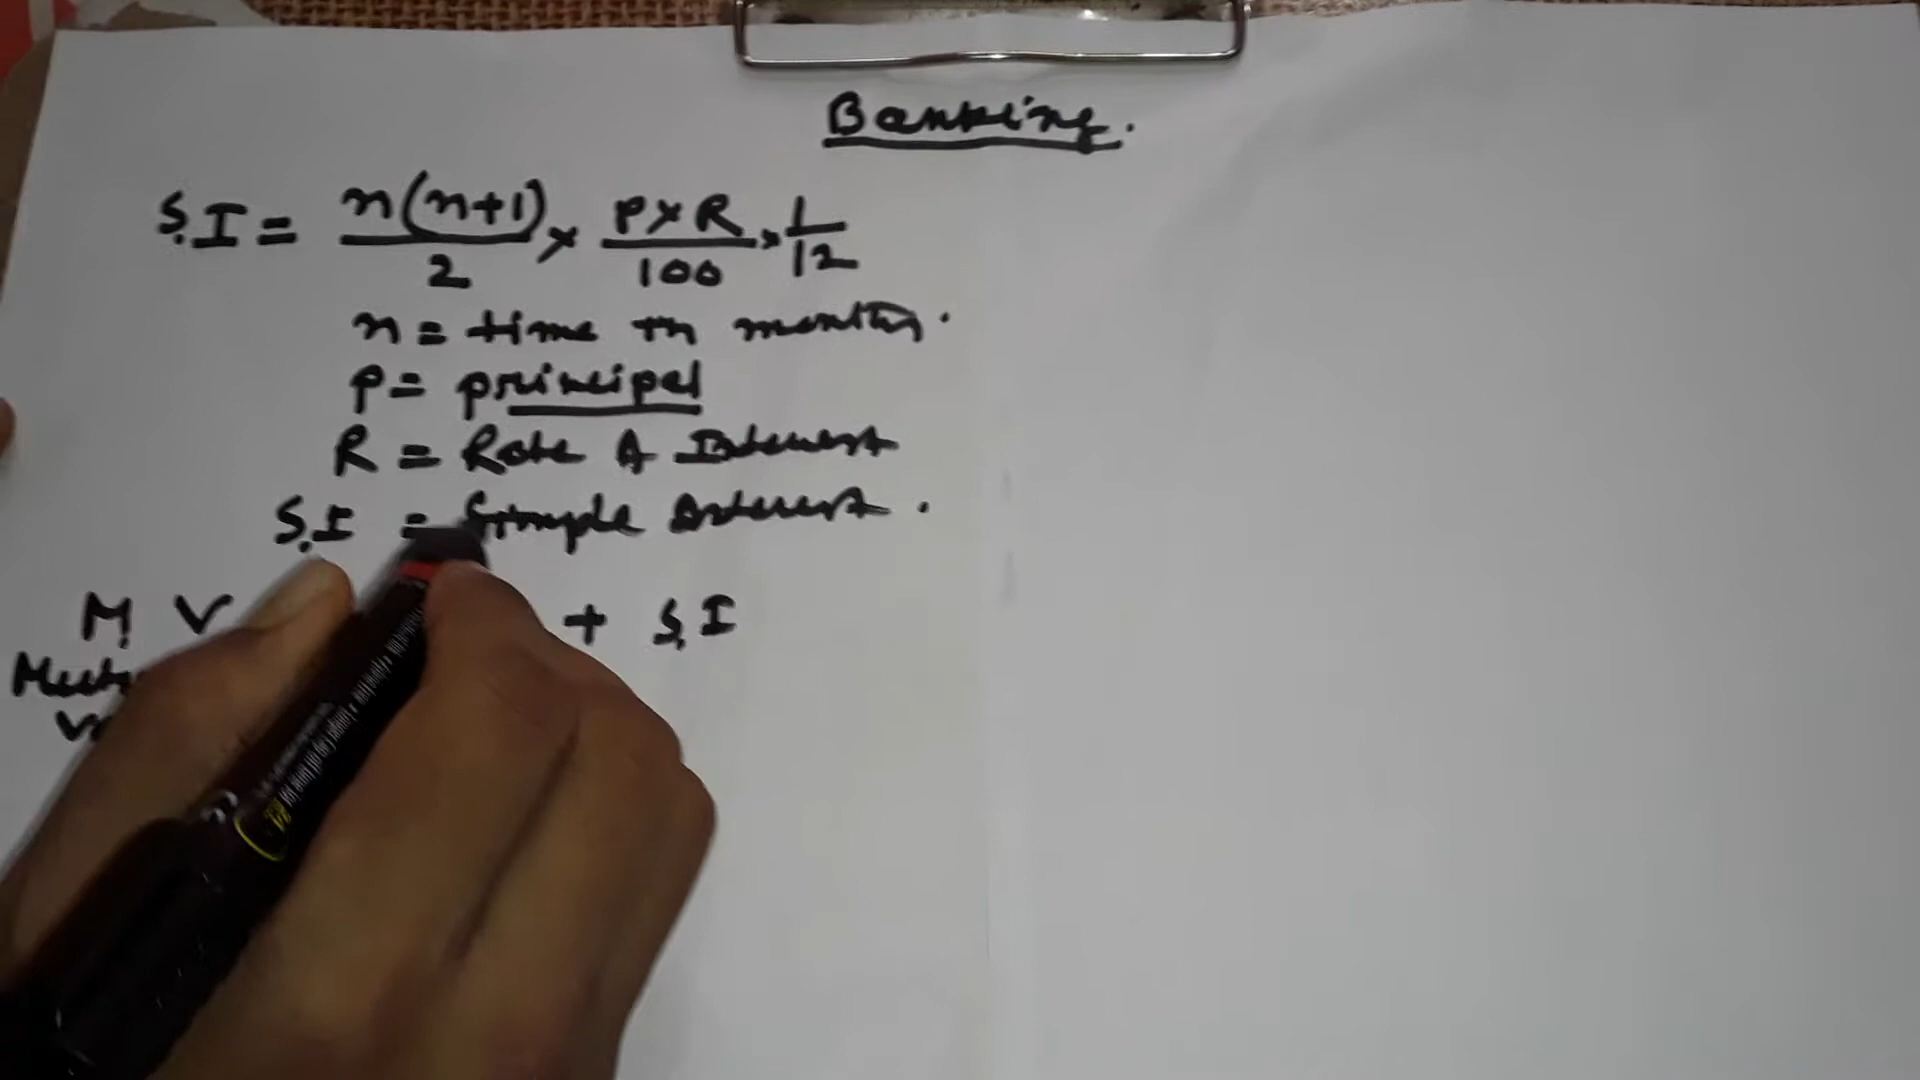 Banking.
S.I = n(n+1)/2 × P×R/100 × 1/12
n = time in months.
P = principal
R = Rate of Interest
S.I = Simple Interest.
M. V + S.I